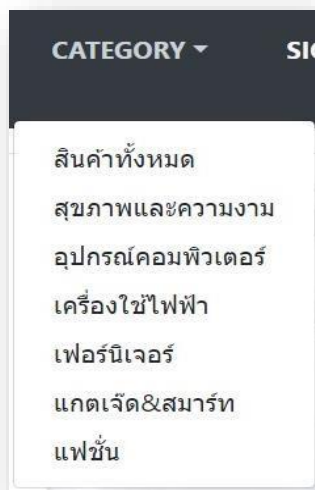 CATEGORY
สินค้าทั้งหมด
สุขภาพและความงาม
อุปกรณ์คอมพิวเตอร์
เครื่องใช้ไฟฟ้า
เฟอร์นิเจอร์
แกตเจ็ด&สมาร์ท
แฟชั่น